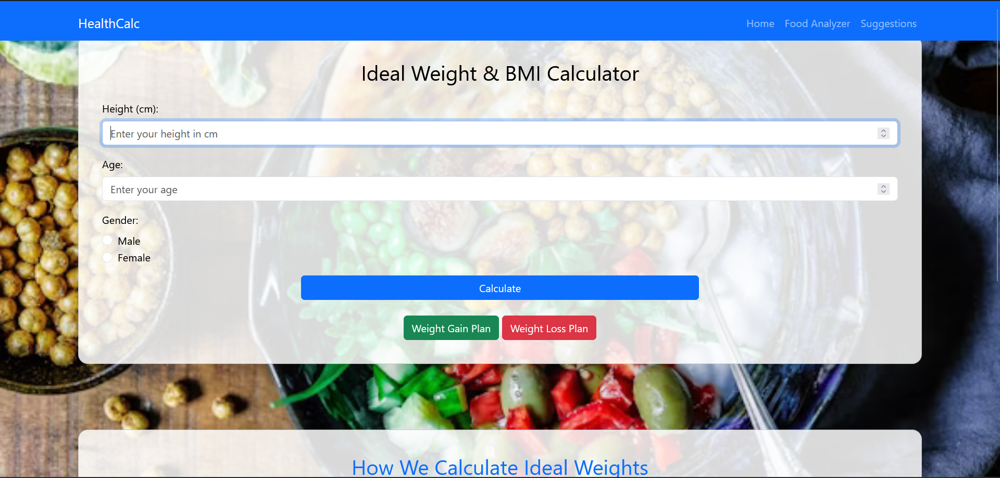 HealthCalc
Home Food Analyzer Suggestions
Ideal Weight & BMI Calculator
Height (cm):
Enter your height in cm
Age:
Enter your age
Gender:
Male
Female
Calculate
Weight Gain Plan Weight Loss Plan
How We Calculate Ideal Weights